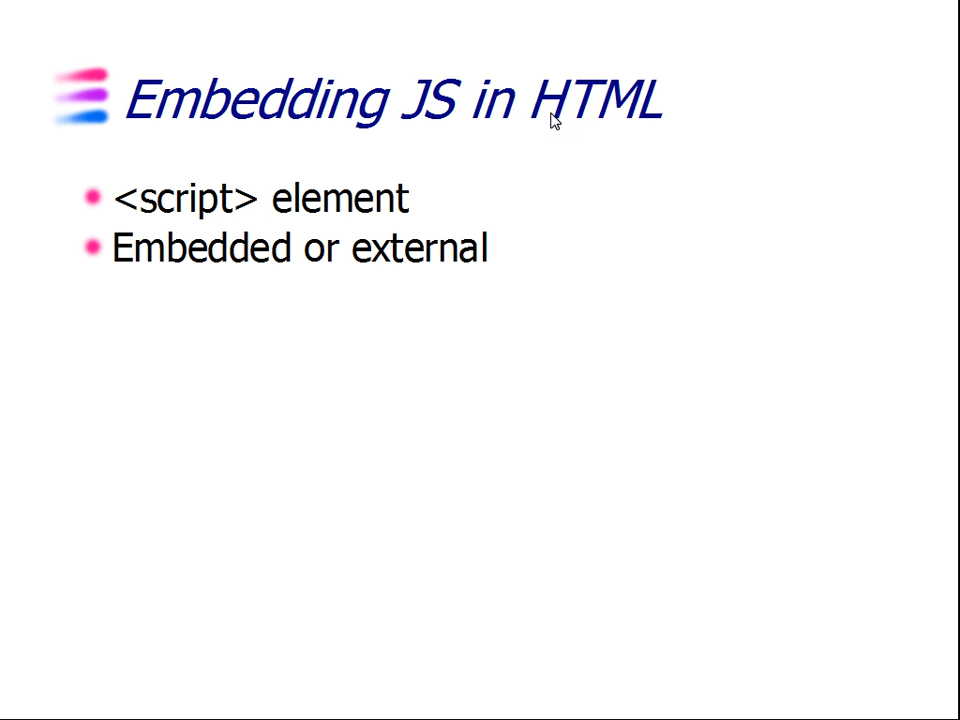 Embedding JS in HTML
<script> element
Embedded or external